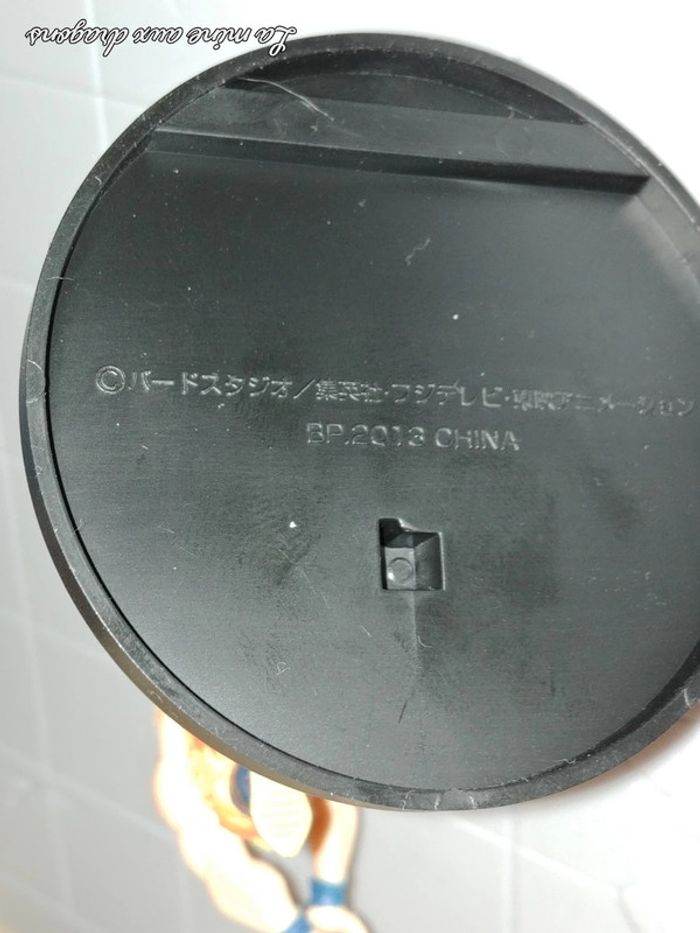 La mine aux dragons
©バードスタジオ/集英社・フジテレビ・東映アニメーション
BP.2013 CHINA